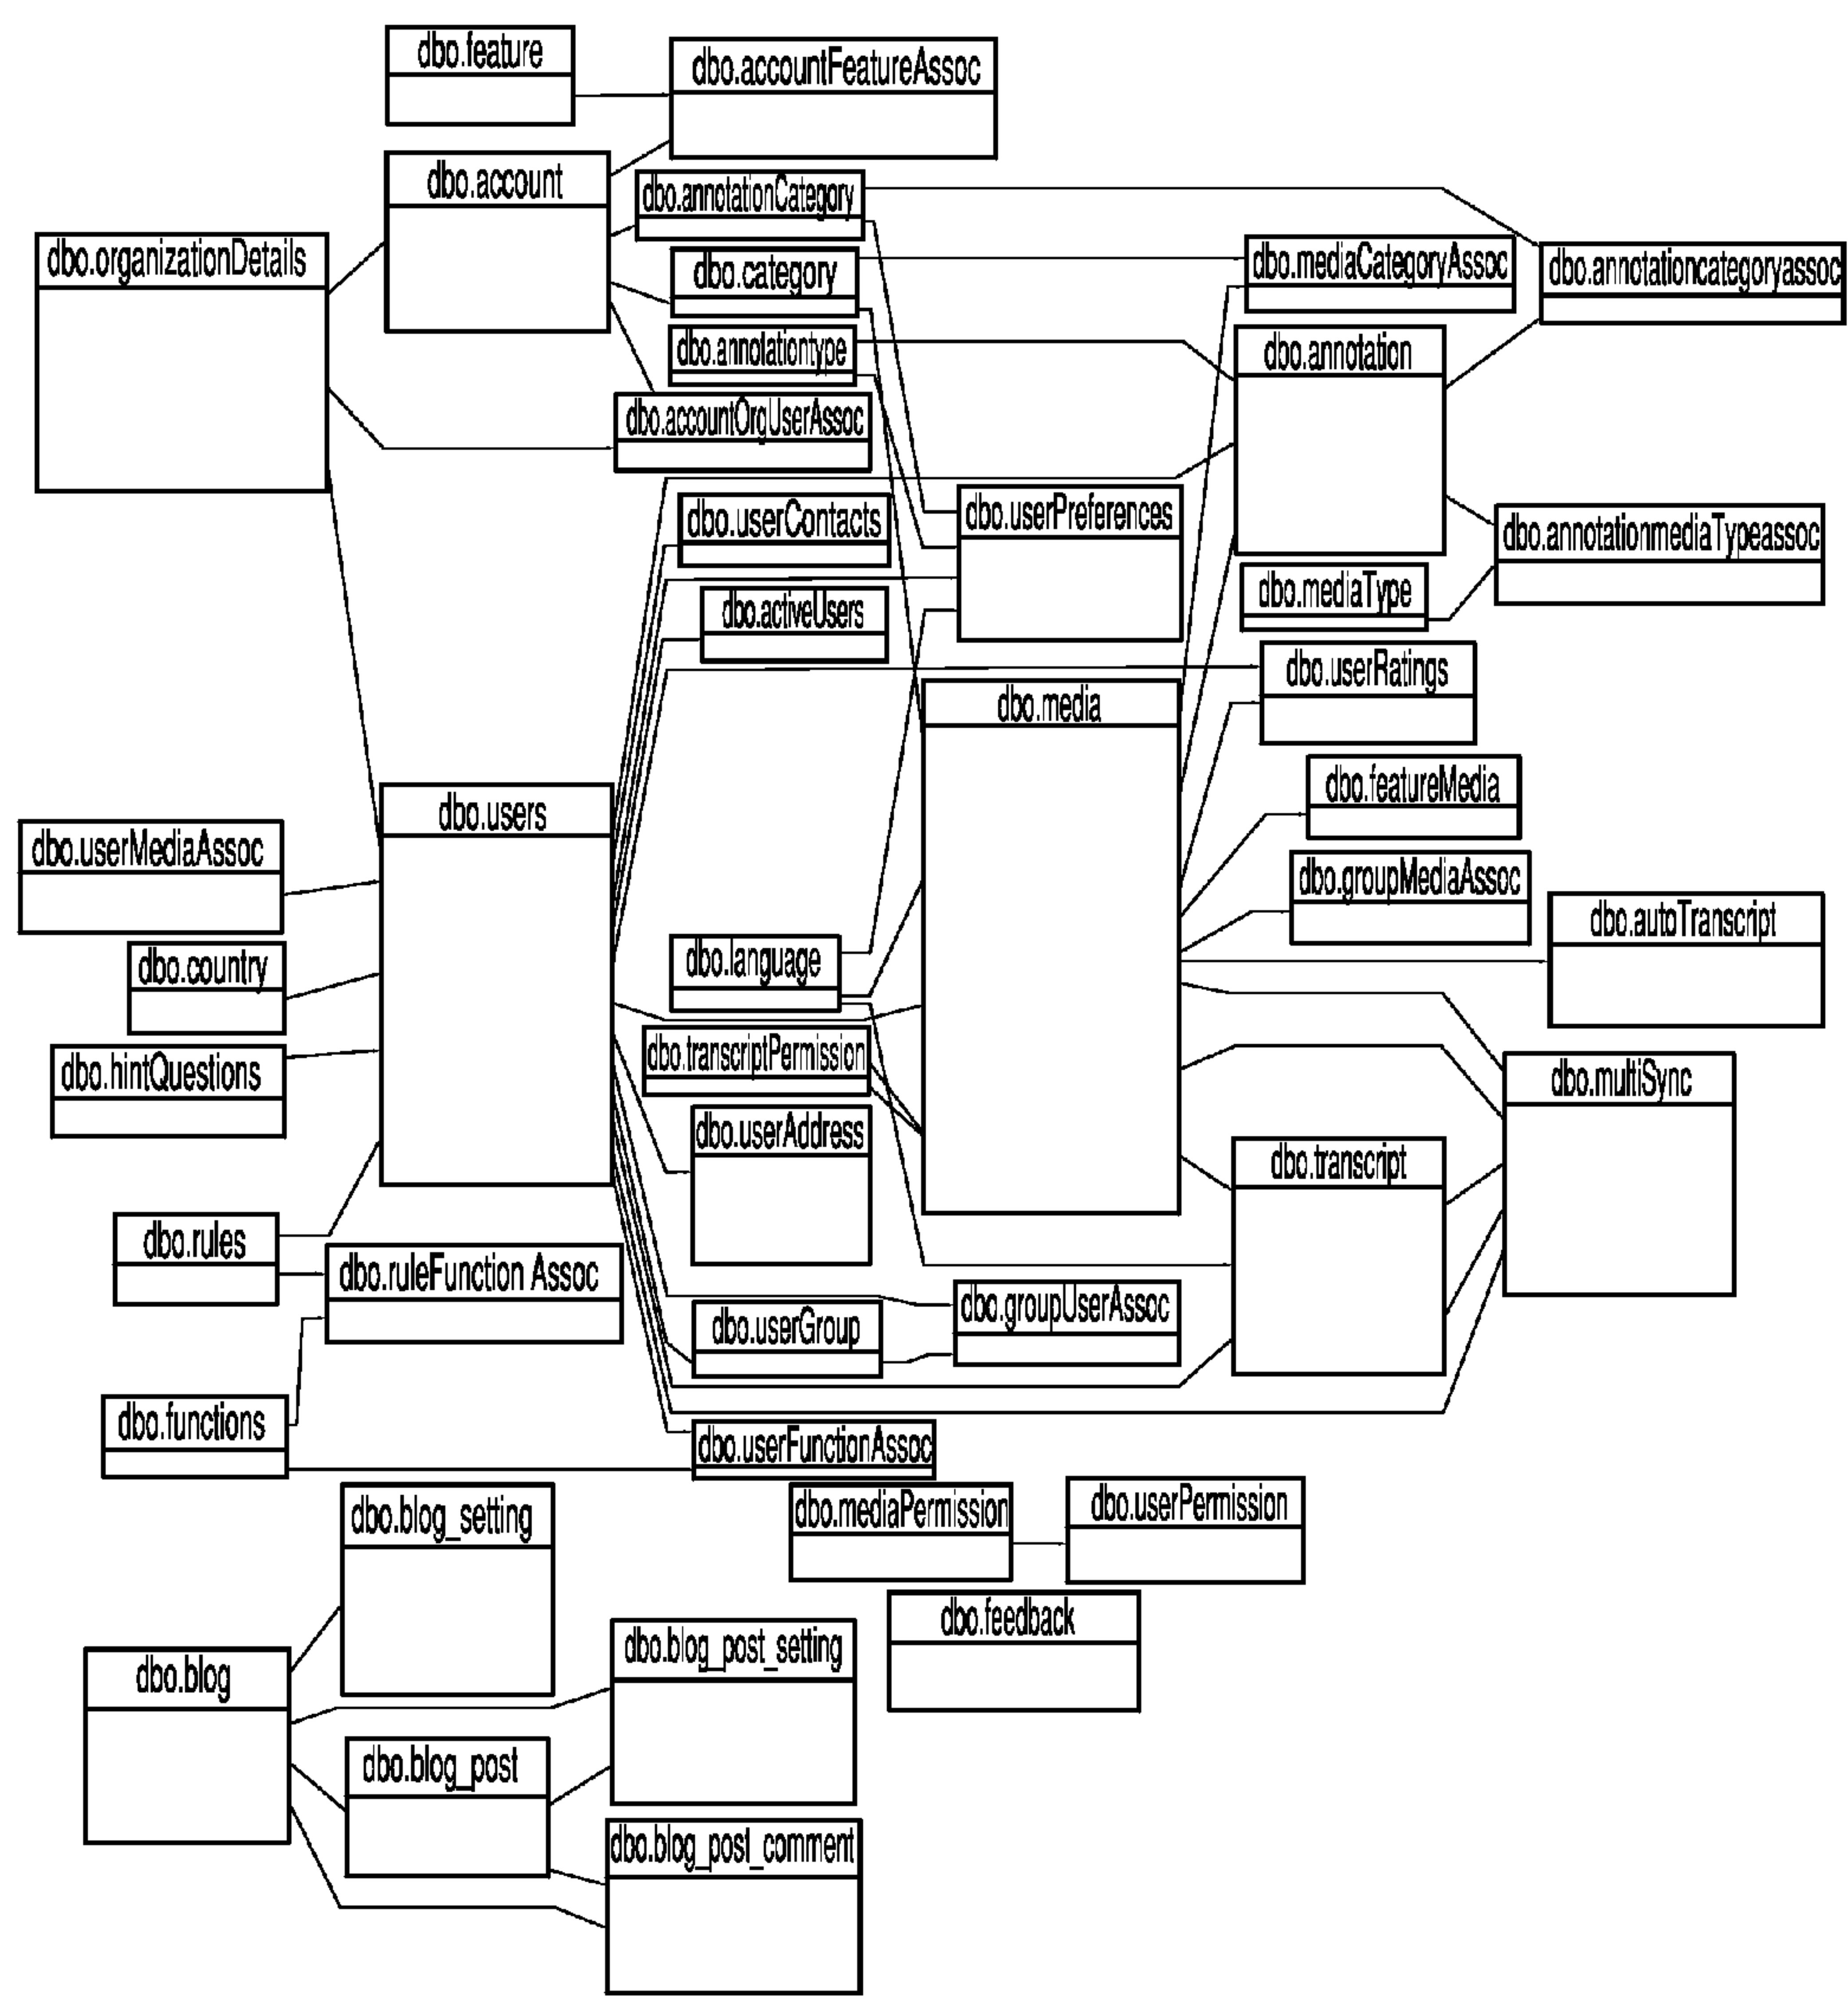 dbo.feature
dbo.accountFeatureAssoc
dbo.account
dbo.annotationCategory
dbo.organizationDetails
dbo.category
dbo.mediaCategoryAssoc
dbo.annotationcategoryassoc
dbo.annotationtype
dbo.annotation
dbo.accountOrgUserAssoc
dbo.userContacts
dbo.userPreferences
dbo.annotationmediaTypeassoc
dbo.activeUsers
dbo.mediaType
dbo.userRatings
dbo.media
dbo.featureMedia
dbo.users
dbo.userMediaAssoc
dbo.groupMediaAssoc
dbo.autoTranscript
dbo.country
dbo.language
dbo.transcriptPermission
dbo.hintQuestions
dbo.multiSync
dbo.userAddress
dbo.transcript
dbo.rules
dbo.ruleFunction Assoc
dbo.userGroup
dbo.groupUserAssoc
dbo.functions
dbo.userFunctionAssoc
dbo.blog_setting
dbo.mediaPermission
dbo.userPermission
dbo.feedback
dbo.blog_post_setting
dbo.blog
dbo.blog_post
dbo.blog_post_comment